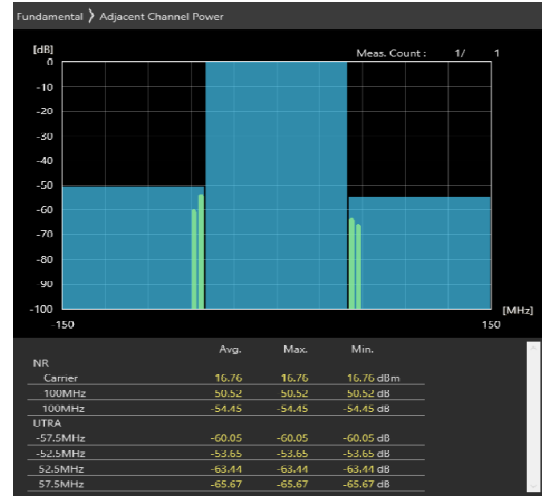 Fundamental > Adjacent Channel Power
[dB]
Meas. Count : 1/ 1
0
-10
-20
-30
-40
-50
-60
-70
-80
90
-100
[MHz]
-150
150
Avg. Max. Min.
NR
Carrier 16.76 16.76 16.76 dBm
100MHz 50.52 50.52 50.52 dB
100MHz -54.45 -54.45 -54.45 dB
UTRA
-57.5MHz -60.05 -60.05 -60.05 dB
-52.5MHz -53.65 -53.65 -53.65 dB
52.5MHz -63.44 -63.44 -63.44 dB
57.5MHz -65.67 -65.67 -65.67 dB